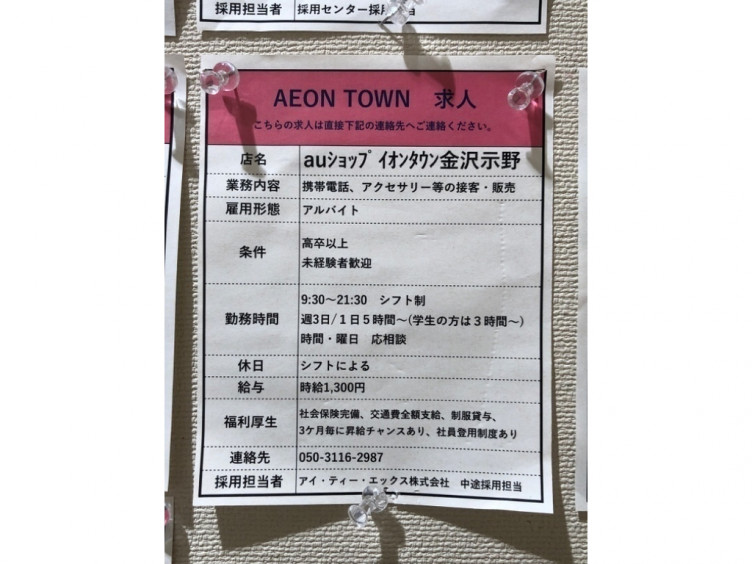 採用担当者 採用センター採用担当
AEON TOWN 求人
こちらの求人は直接下記の連絡先へご連絡ください。
店名 auｼｮｯﾌﾟ ｲｵﾝﾀｳﾝ金沢示野
業務内容 携帯電話、アクセサリー等の接客・販売
雇用形態 アルバイト
条件 高卒以上
未経験者歓迎
勤務時間 9:30～21:30 シフト制
週3日/１日５時間～(学生の方は３時間～)
時間・曜日 応相談
休日 シフトによる
給与 時給1,300円
福利厚生 社会保険完備、交通費全額支給、制服貸与、
3ケ月毎に昇給チャンスあり、社員登用制度あり
連絡先 050-3116-2987
採用担当者 アイ・ティー・エックス株式会社 中途採用担当